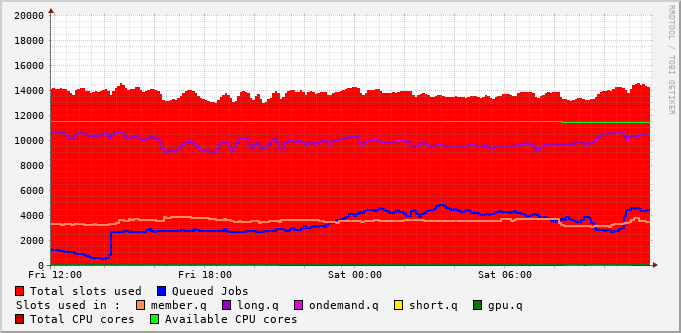 20000
18000
16000
14000
12000
10000
8000
6000
4000
2000
0
Fri 12:00 Fri 18:00 Sat 00:00 Sat 06:00
Total slots used Queued Jobs
Slots used in : member.q long.q ondemand.q short.q gpu.q
Total CPU cores Available CPU cores
RRDTOOL / TOBI OETIKER